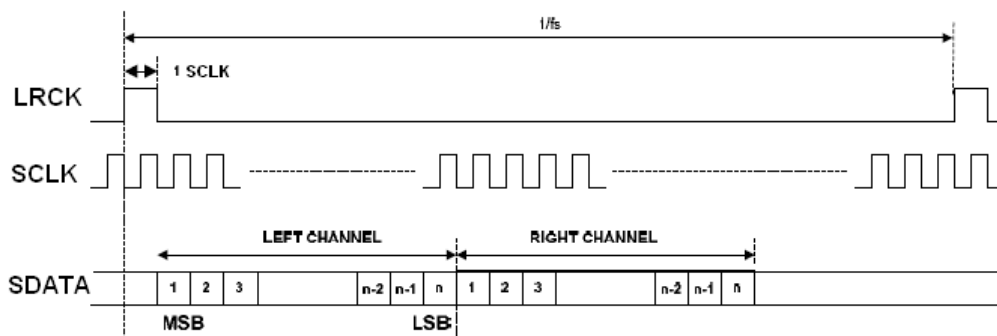 1/fs
1 SCLK
LRCK
SCLK
LEFT CHANNEL RIGHT CHANNEL
SDATA 1 2 3 n-2 n-1 n 1 2 3 n-2 n-1 n
MSB LSB